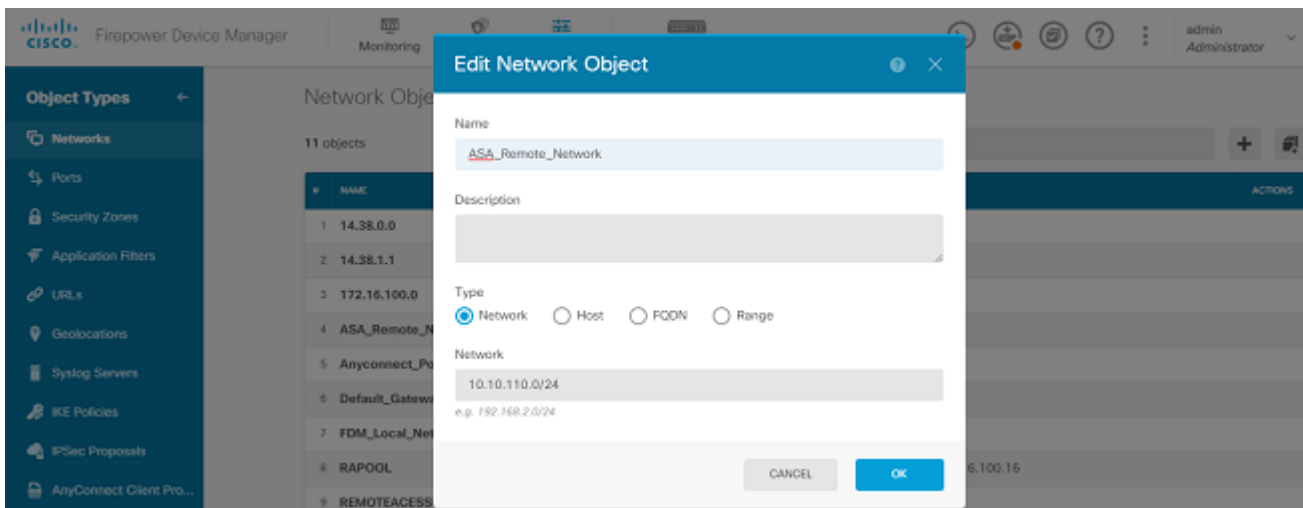 CISCO. Firepower Device Manager
Monitoring
admin
Administrator
Edit Network Object
Object Types
Networks
Ports
Security Zones
Application Filters
URLs
Geolocations
Syslog Servers
IKE Policies
IPSec Proposals
AnyConnect Client Pro...
Network Obje
11 objects
# NAME
ACTIONS
1 14.38.0.0
2 14.38.1.1
3 172.16.100.0
4 ASA_Remote_N
5 Anyconnect_Po
6 Default_Gatewa
7 FDM_Local_Net
8 RAPOOL
6.100.16
9 REMOTEACESS
Name
ASA_Remote_Network
Description
Type
Network Host FQDN Range
Network
10.10.110.0/24
e.g. 192.168.2.0/24
CANCEL OK